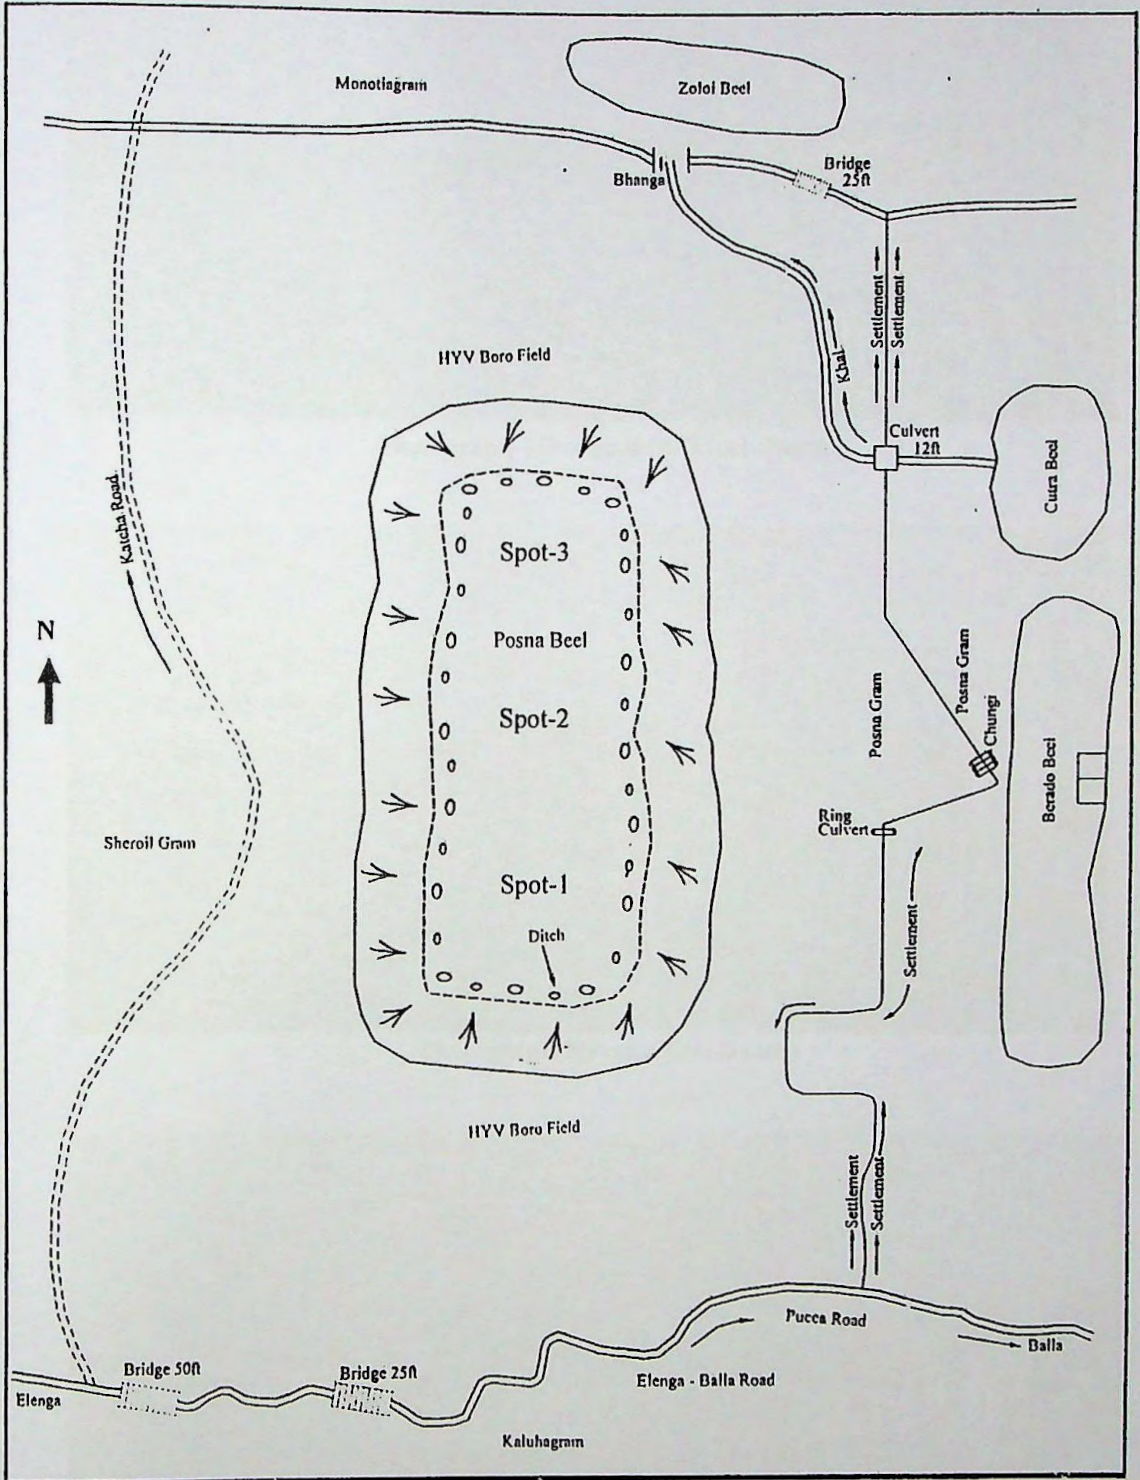 Monotiagram
Zoloi Beel
Bhanga
Bridge
25ft
HYV Boro Field
Settlement
Settlement
Khal
Culvert
12ft
Cutra Beel
Katcha Road
N
Spot-3
Posna Beel
Spot-2
Posna Gram
Posna Gram
Chungi
Berado Beel
Ring
Culvert
Sheroil Gram
Spot-1
Ditch
Settlement
HYV Boro Field
Settlement
Settlement
Pucca Road
Balla
Bridge 50ft
Bridge 25ft
Elenga - Balla Road
Elenga
Kaluhagram